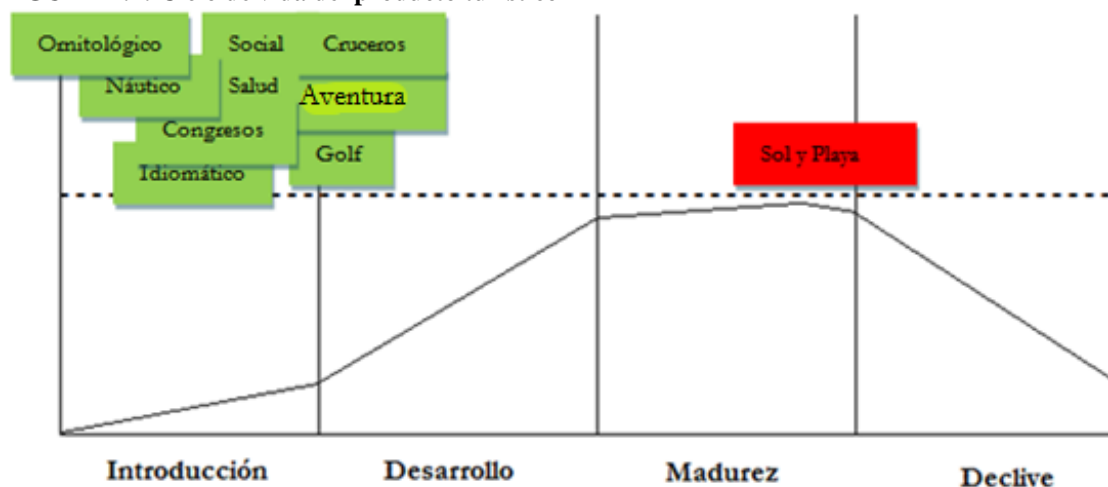 Ornitológico
Social
Cruceros
Náutico
Salud
Aventura
Congresos
Golf
Idiomático
Sol y Playa
Introducción
Desarrollo
Madurez
Declive